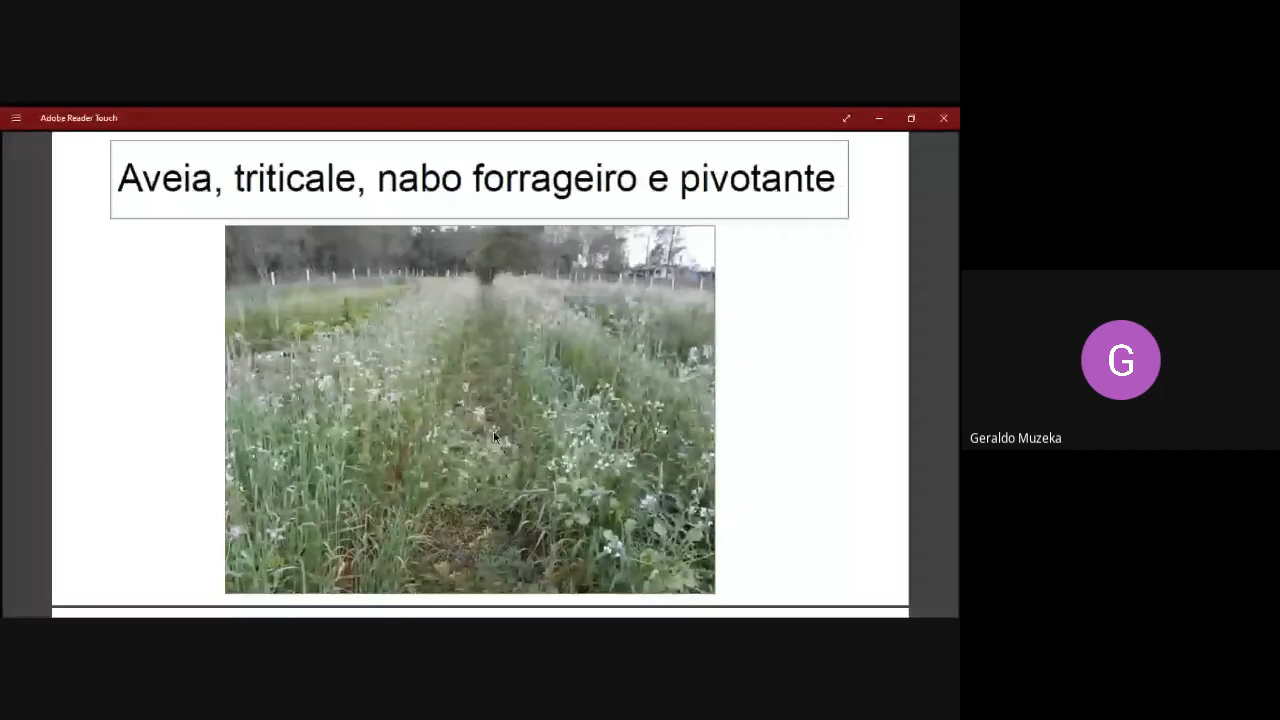 Adobe Reader Touch
Aveia, triticale, nabo forrageiro e pivotante
G
Geraldo Muzeka